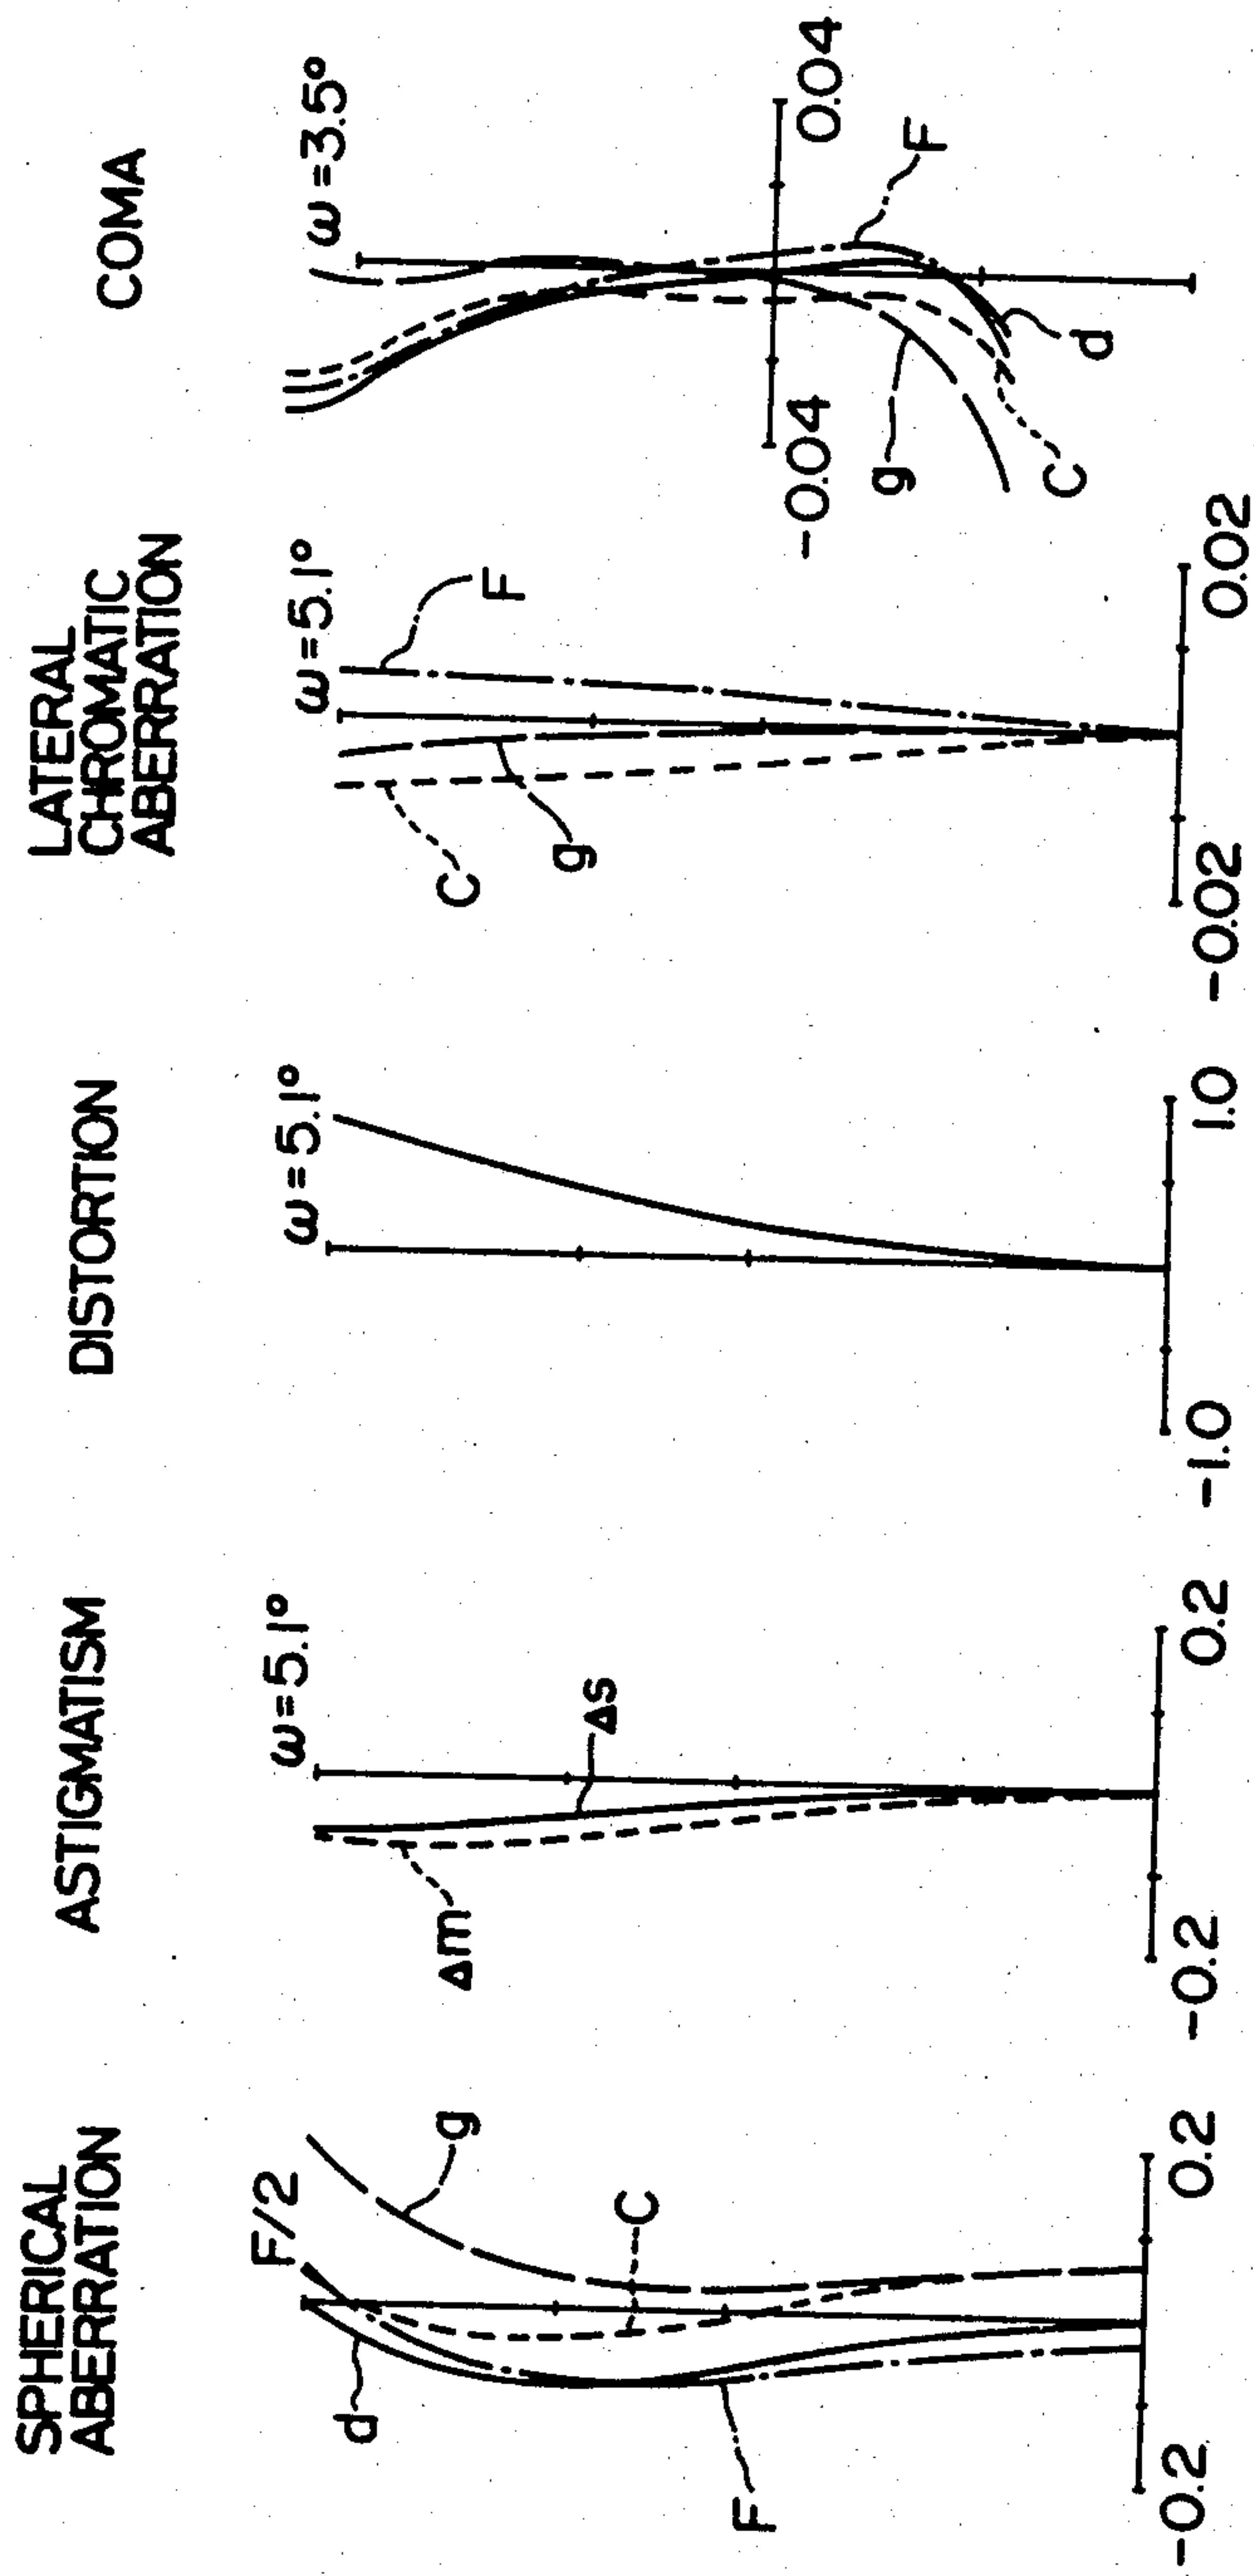 SPHERICAL
ABERRATION
F/2
d
g
C
F
-0.2
0.2
ASTIGMATISM
ω=5.1°
Δm
Δs
-0.2
0.2
DISTORTION
ω=5.1°
-1.0
1.0
LATERAL
CHROMATIC
ABERRATION
ω=5.1°
C
g
F
-0.02
0.02
COMA
ω=3.5°
-0.04
0.04
g
C
d
F